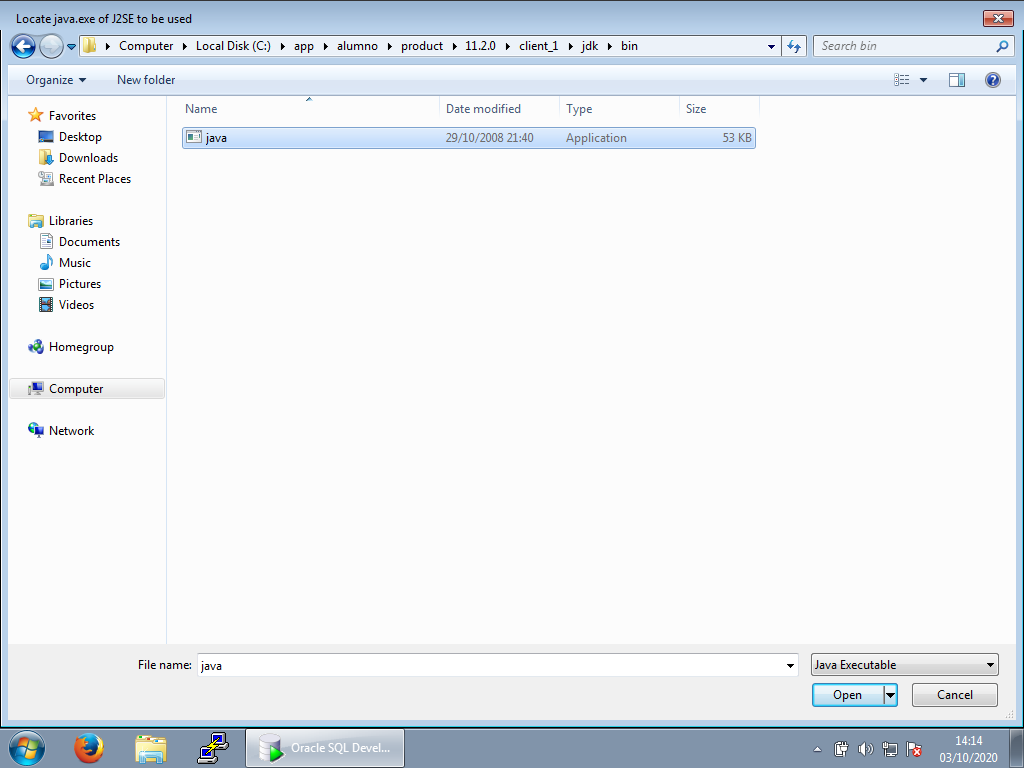 Locate java.exe of J2SE to be used
Computer Local Disk (C:) app alumno product 11.2.0 client_1 jdk bin
Search bin
Organize New folder
Name Date modified Type Size
java 29/10/2008 21:40 Application 53 KB
Favorites
Desktop
Downloads
Recent Places
Libraries
Documents
Music
Pictures
Videos
Homegroup
Computer
Network
File name: java Java Executable
Open Cancel
Oracle SQL Devel...
14:14
03/10/2020